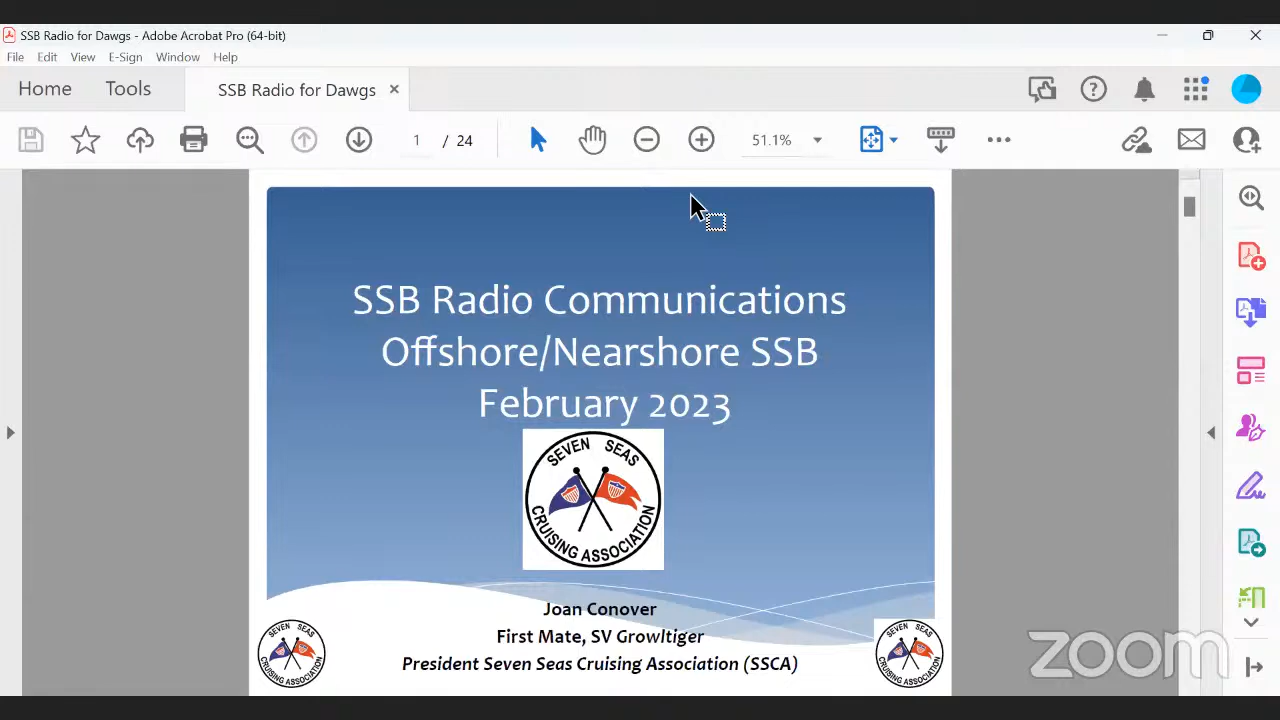 SSB Radio for Dawgs - Adobe Acrobat Pro (64-bit)
File Edit View E-Sign Window Help
Home Tools SSB Radio for Dawgs
1 / 24 51.1%
SSB Radio Communications
Offshore/Nearshore SSB
February 2023
SEVEN SEAS
CRUISING ASSOCIATION
Joan Conover
First Mate, SV Growltiger
President Seven Seas Cruising Association (SSCA)
SEVEN SEAS
CRUISING ASSOCIATION
SEVEN SEAS
CRUISING ASSOCIATION
zoom